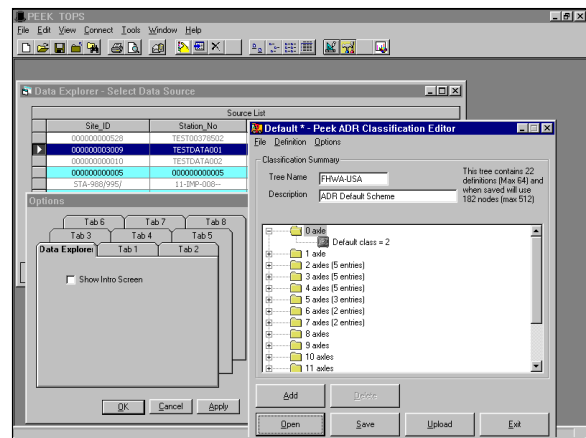 PEEK TOPS
File Edit View Connect Tools Window Help
Data Explorer - Select Data Source
Source List
Site_ID Station_No
000000000528 TEST00378502
000000003009 TESTDATA001
000000000010 TESTDATA002
000000000005 000000000005
STA-988/995/ 11-IMP-008--
Options
Tab 6 Tab 7 Tab 8
Tab 3 Tab 4 Tab 5
Data Explorer Tab 1 Tab 2
Show Intro Screen
OK Cancel Apply
Default * - Peek ADR Classification Editor
File Definition Options
Classification Summary
Tree Name FHWA-USA
Description ADR Default Scheme
This tree contains 22
definitions (Max 64) and
when saved will use
182 nodes (max 512)
0 axle
Default class = 2
1 axle
2 axles (5 entries)
3 axles (5 entries)
4 axles (5 entries)
5 axles (3 entries)
6 axles (2 entries)
7 axles (2 entries)
8 axles
9 axles
10 axles
11 axles
Add Delete
Open Save Upload Exit